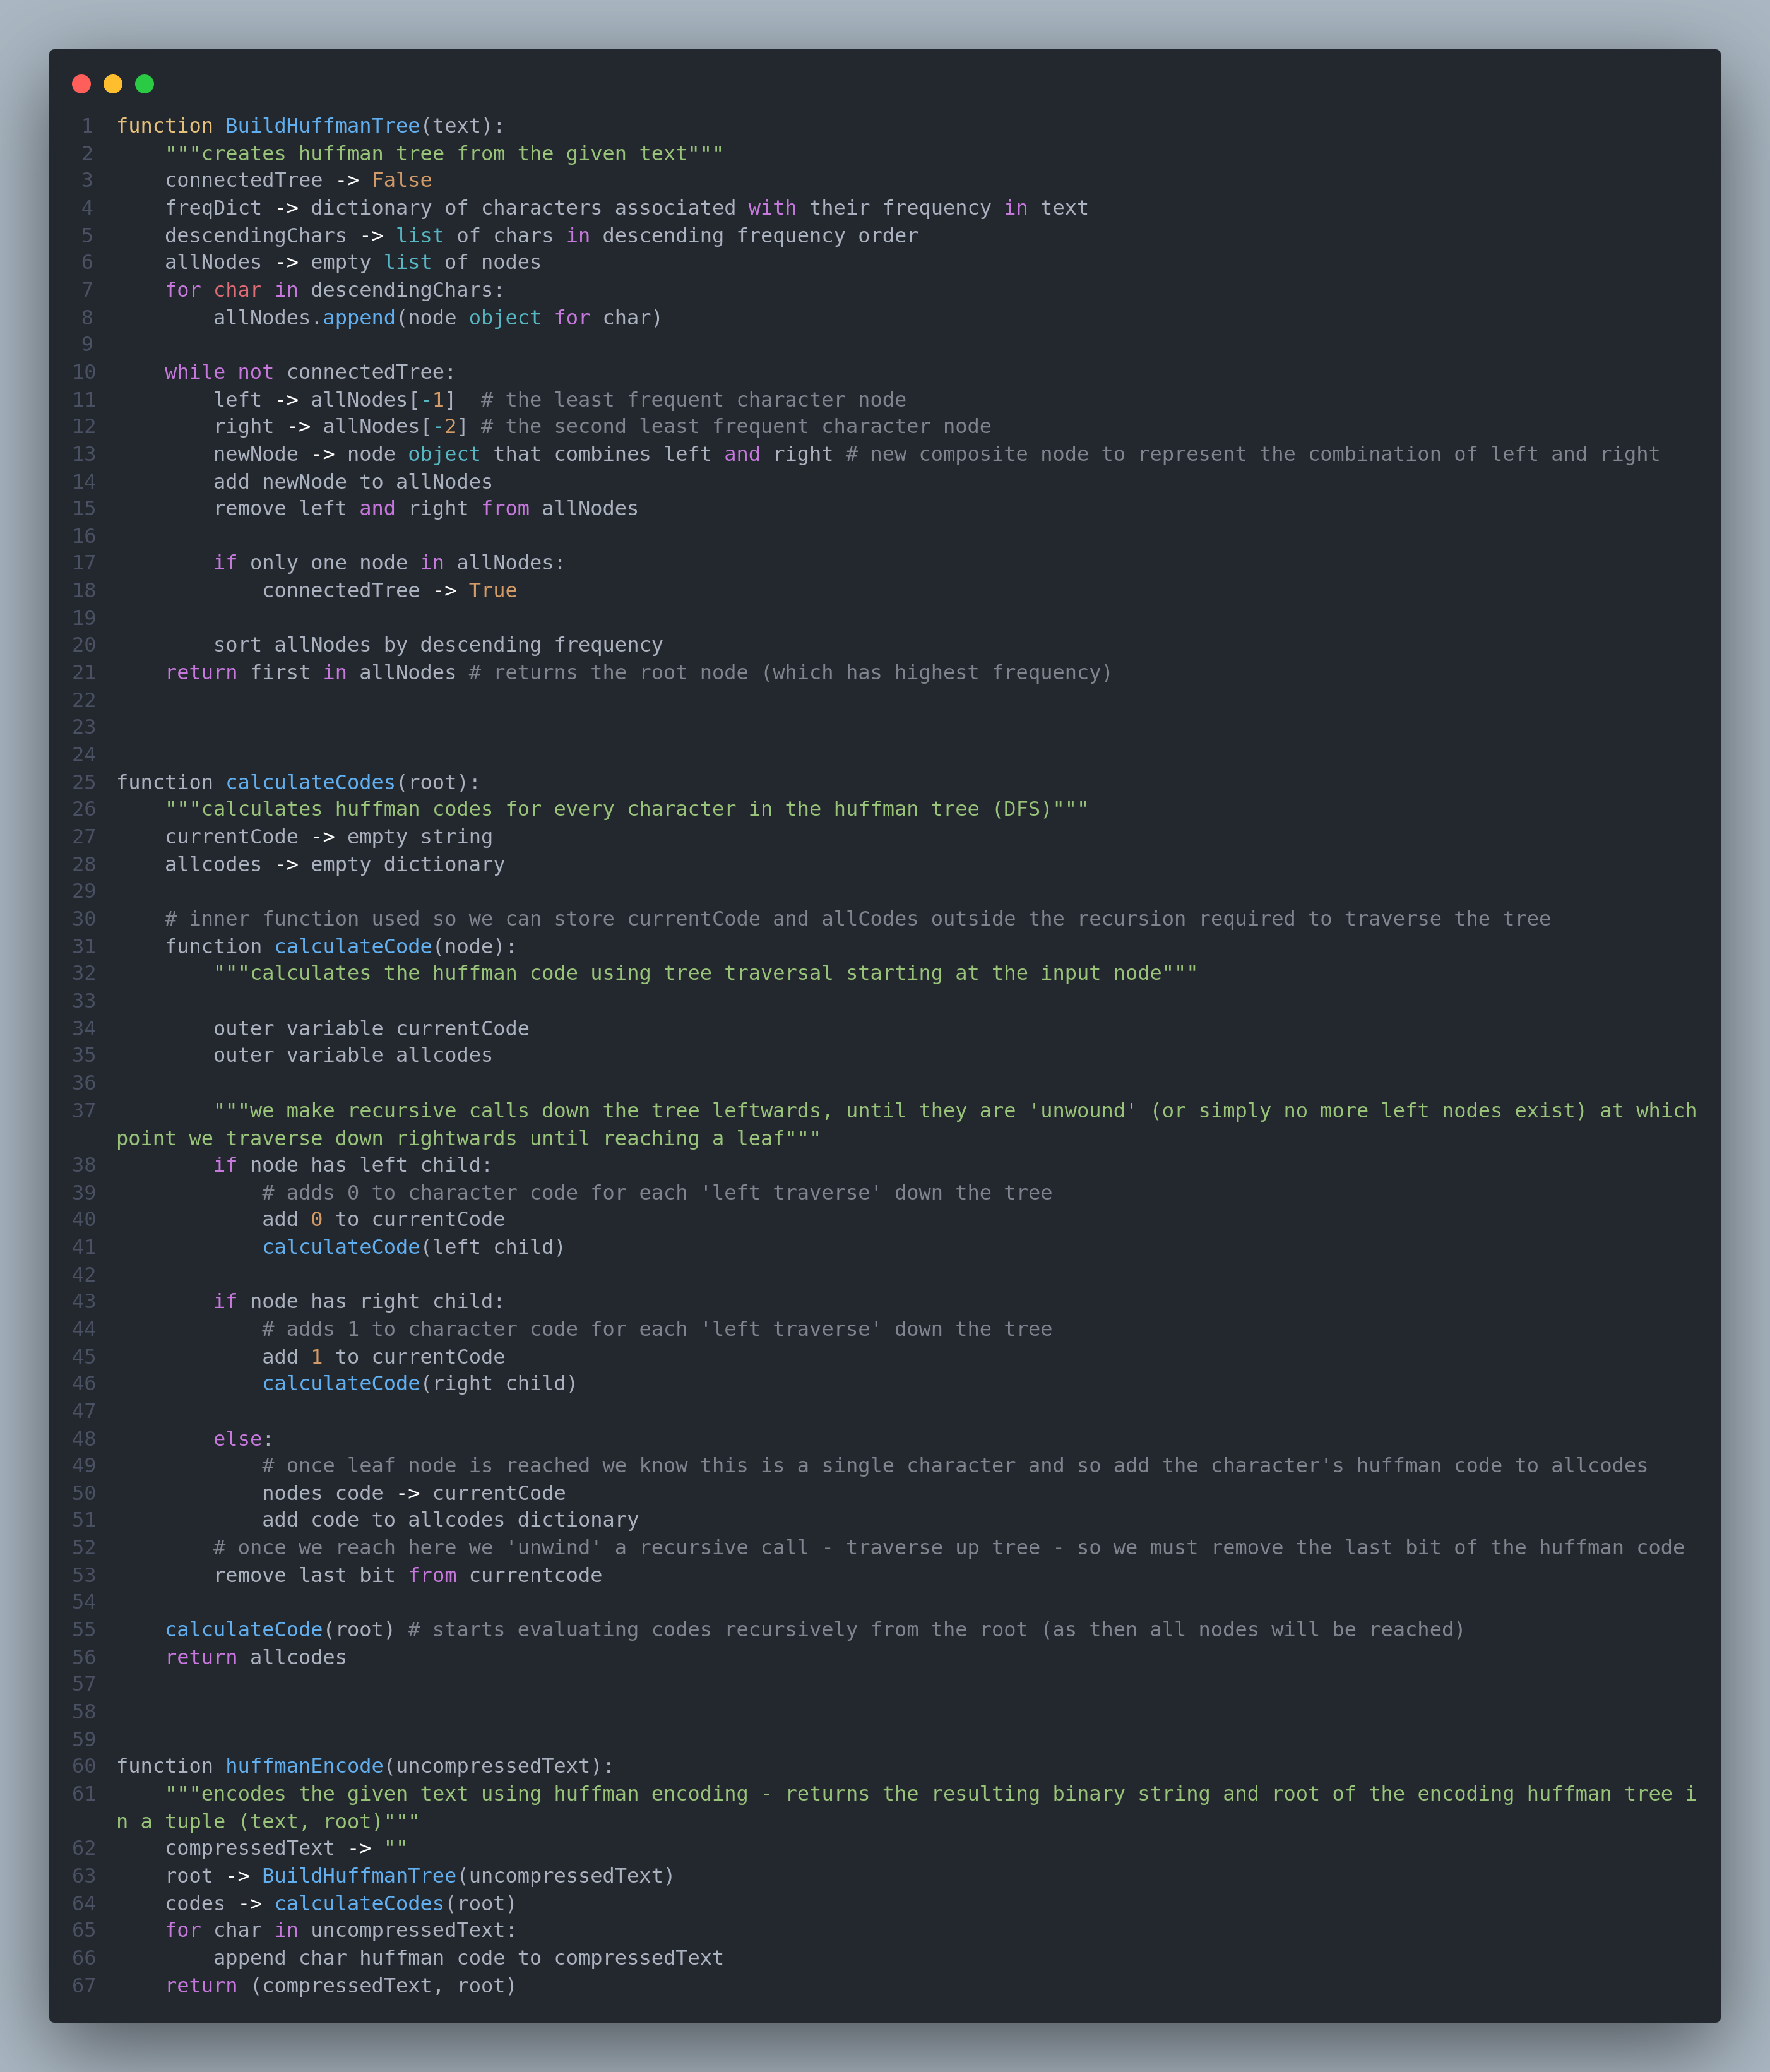 1 function BuildHuffmanTree(text):
2     """creates huffman tree from the given text"""
3     connectedTree -> False
4     freqDict -> dictionary of characters associated with their frequency in text
5     descendingChars -> list of chars in descending frequency order
6     allNodes -> empty list of nodes
7     for char in descendingChars:
8         allNodes.append(node object for char)
9
10     while not connectedTree:
11         left -> allNodes[-1]  # the least frequent character node
12         right -> allNodes[-2] # the second least frequent character node
13         newNode -> node object that combines left and right # new composite node to represent the combination of left and right
14         add newNode to allNodes
15         remove left and right from allNodes
16
17         if only one node in allNodes:
18             connectedTree -> True
19
20         sort allNodes by descending frequency
21     return first in allNodes # returns the root node (which has highest frequency)
22
23
24
25 function calculateCodes(root):
26     """calculates huffman codes for every character in the huffman tree (DFS)"""
27     currentCode -> empty string
28     allcodes -> empty dictionary
29
30     # inner function used so we can store currentCode and allCodes outside the recursion required to traverse the tree
31     function calculateCode(node):
32         """calculates the huffman code using tree traversal starting at the input node"""
33
34         outer variable currentCode
35         outer variable allcodes
36
37         """we make recursive calls down the tree leftwards, until they are 'unwound' (or simply no more left nodes exist) at which
point we traverse down rightwards until reaching a leaf"""
38         if node has left child:
39             # adds 0 to character code for each 'left traverse' down the tree
40             add 0 to currentCode
41             calculateCode(left child)
42
43         if node has right child:
44             # adds 1 to character code for each 'left traverse' down the tree
45             add 1 to currentCode
46             calculateCode(right child)
47
48         else:
49             # once leaf node is reached we know this is a single character and so add the character's huffman code to allcodes
50             nodes code -> currentCode
51             add code to allcodes dictionary
52         # once we reach here we 'unwind' a recursive call - traverse up tree - so we must remove the last bit of the huffman code
53         remove last bit from currentcode
54
55     calculateCode(root) # starts evaluating codes recursively from the root (as then all nodes will be reached)
56     return allcodes
57
58
59
60 function huffmanEncode(uncompressedText):
61     """encodes the given text using huffman encoding - returns the resulting binary string and root of the encoding huffman tree i
n a tuple (text, root)"""
62     compressedText -> ""
63     root -> BuildHuffmanTree(uncompressedText)
64     codes -> calculateCodes(root)
65     for char in uncompressedText:
66         append char huffman code to compressedText
67     return (compressedText, root)